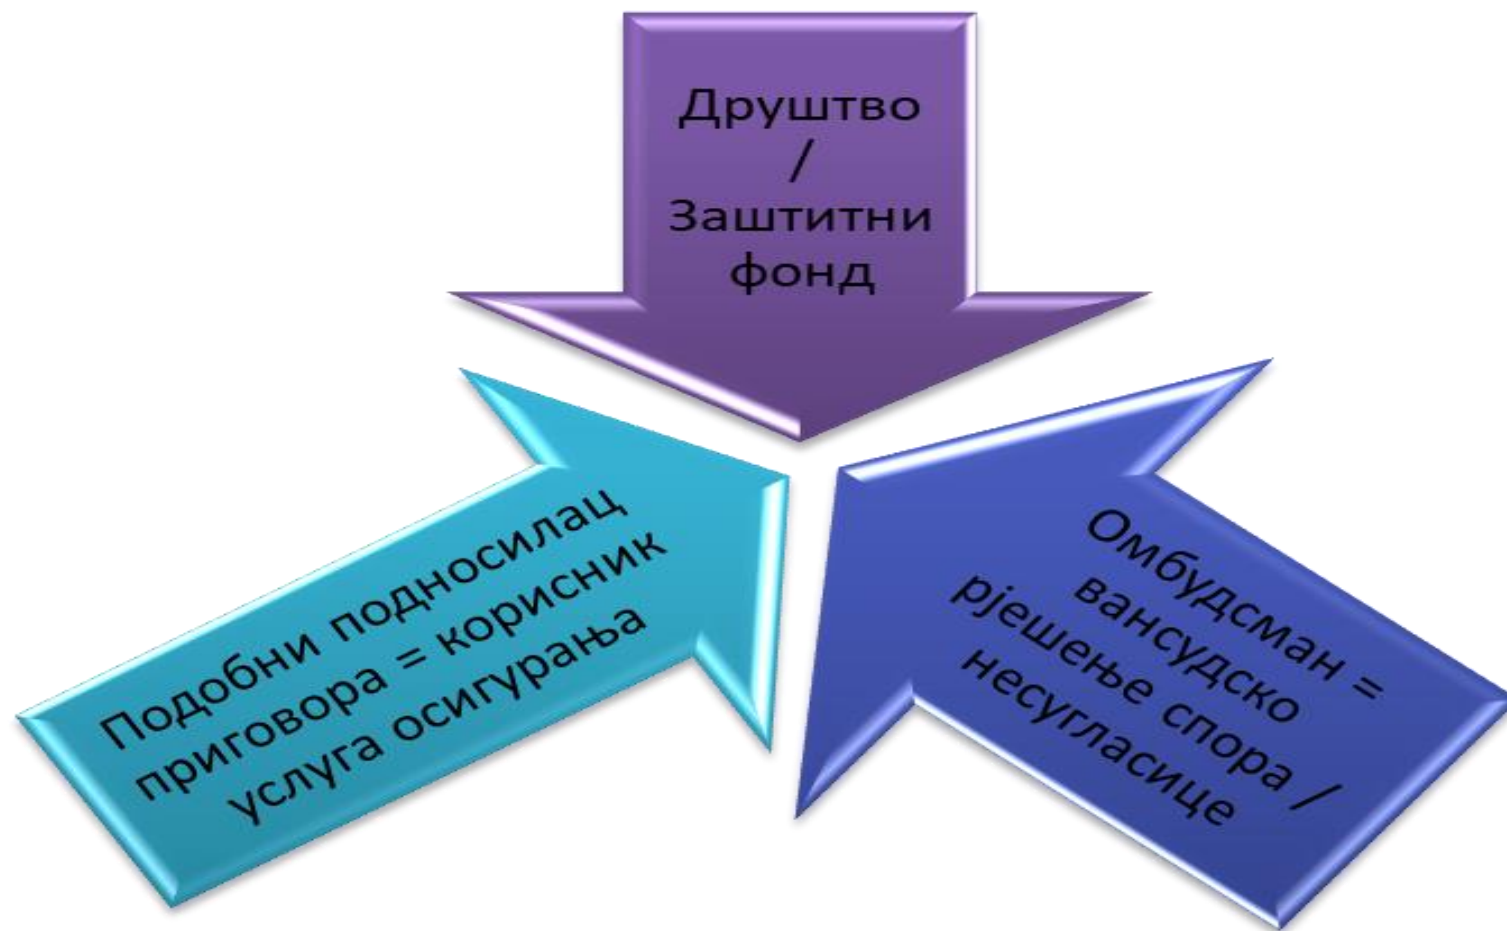 Друштво
/
Заштитни
фонд
Подобни подносилац
приговора = корисник
услуга осигурања
Омбудсман =
вансудско
рјешење спора /
несугласице